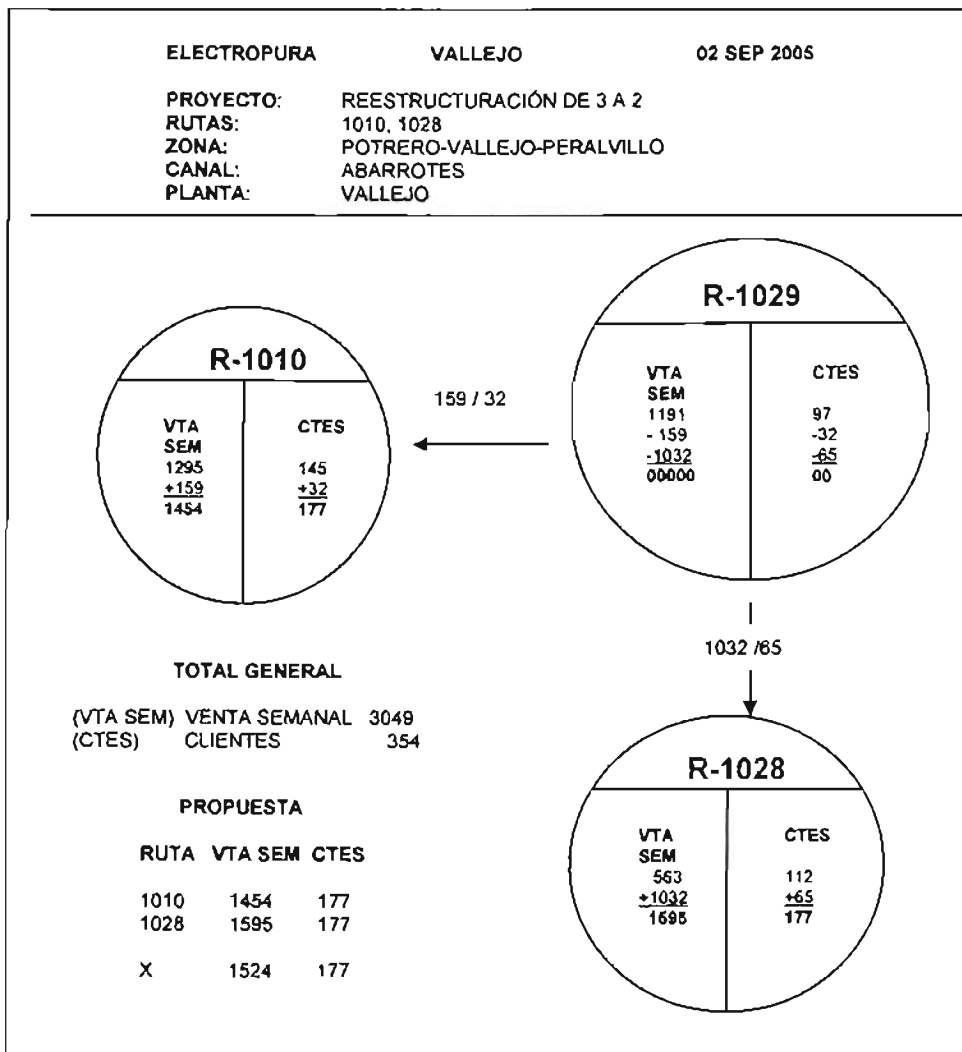 ELECTROPURA VALLEJO 02 SEP 2005
PROYECTO: REESTRUCTURACIÓN DE 3 A 2
RUTAS: 1010, 1028
ZONA: POTRERO-VALLEJO-PERALVILLO
CANAL: ABARROTES
PLANTA: VALLEJO
R-1029
VTA SEM CTES
1191 97
- 159 -32
-1032 -65
00000 00
159 / 32
R-1010
VTA SEM CTES
1295 145
+159 +32
1454 177
1032 /65
TOTAL GENERAL
(VTA SEM) VENTA SEMANAL 3049
(CTES) CLIENTES 354
PROPUESTA
RUTA VTA SEM CTES
1010 1454 177
1028 1595 177
X 1524 177
R-1028
VTA SEM CTES
563 112
+1032 +65
1595 177